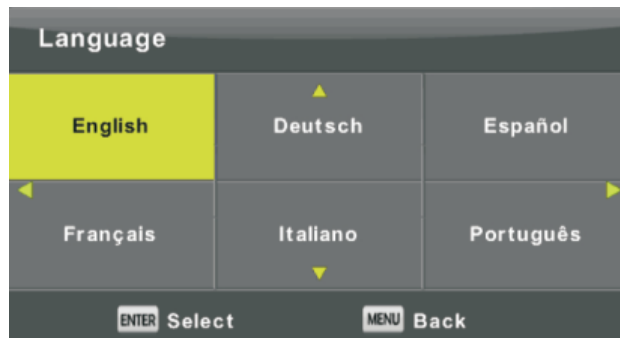 Language
English Deutsch Español
Français Italiano Português
ENTER Select MENU Back